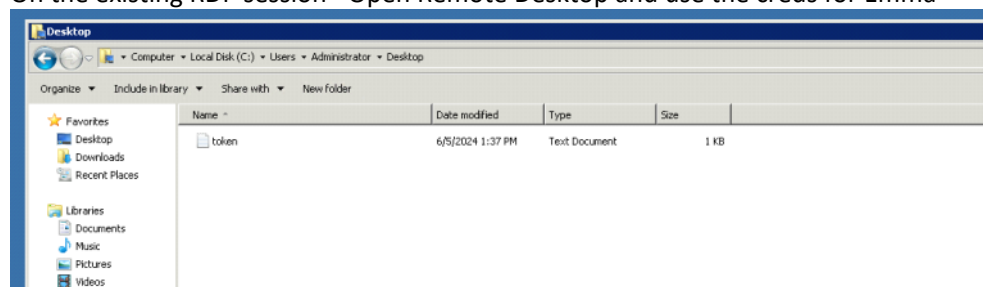 On the existing RDP session - Open Remote Desktop and use the creds for Emma
Desktop
Computer Local Disk (C:) Users Administrator Desktop
Organize Include in library Share with New folder
Favorites
Desktop
Downloads
Recent Places
Libraries
Documents
Music
Pictures
Videos
Name Date modified Type Size
token 6/5/2024 1:37 PM Text Document 1 KB